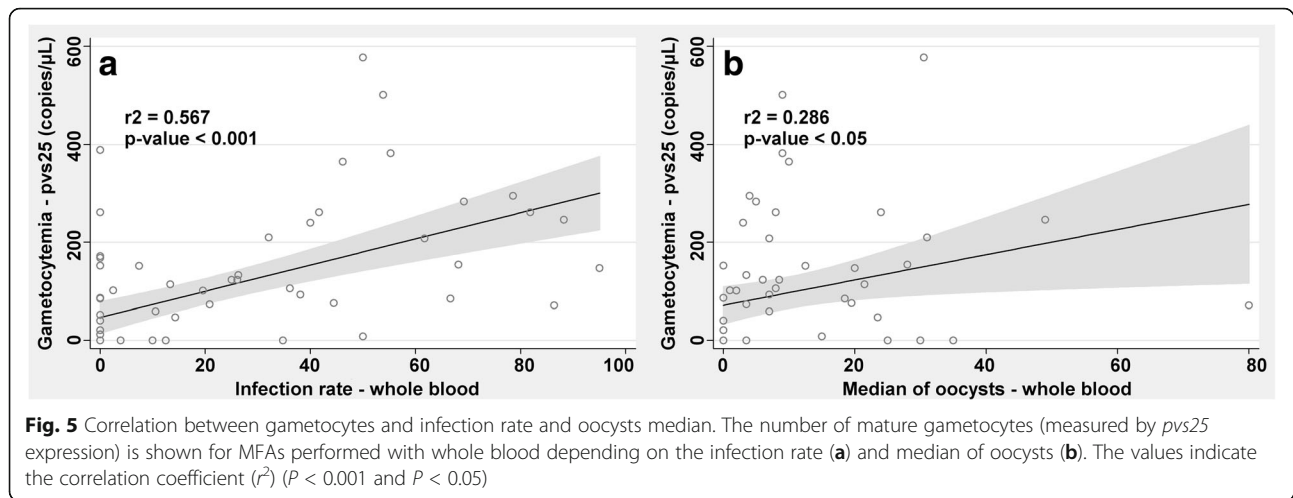 a
r2 = 0.567
p-value < 0.001
Gametocytemia - pvs25 (copies/µL)
600
400
200
0
0 20 40 60 80 100
Infection rate - whole blood
b
r2 = 0.286
p-value < 0.05
Gametocytemia - pvs25 (copies/µL)
600
400
200
0
0 20 40 60 80
Median of oocysts - whole blood
Fig. 5 Correlation between gametocytes and infection rate and oocysts median. The number of mature gametocytes (measured by pvs25
expression) is shown for MFAs performed with whole blood depending on the infection rate (a) and median of oocysts (b). The values indicate
the correlation coefficient (r²) (P < 0.001 and P < 0.05)